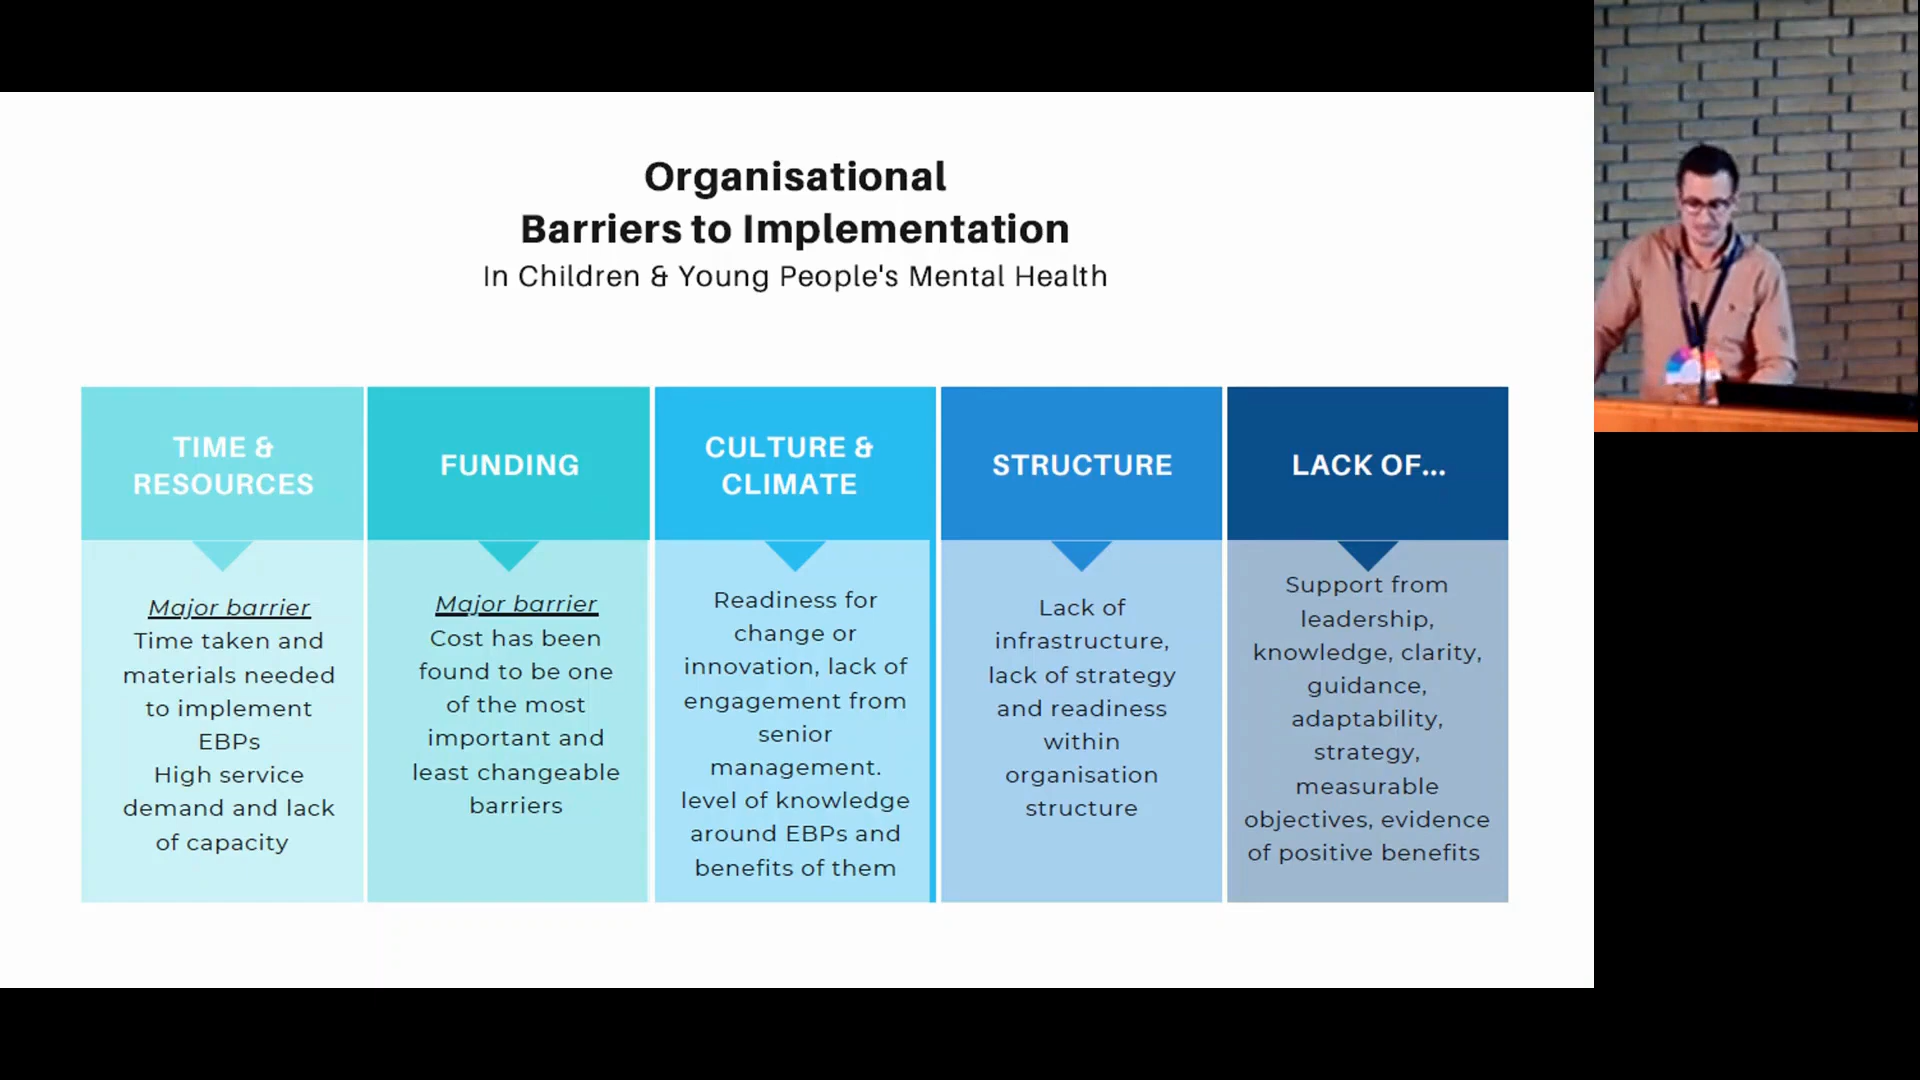 Organisational
Barriers to Implementation
In Children & Young People's Mental Health
TIME &
RESOURCES
Major barrier
Time taken and
materials needed
to implement
EBPs
High service
demand and lack
of capacity
FUNDING
Major barrier
Cost has been
found to be one
of the most
important and
least changeable
barriers
CULTURE &
CLIMATE
Readiness for
change or
innovation, lack of
engagement from
senior
management.
level of knowledge
around EBPs and
benefits of them
STRUCTURE
Lack of
infrastructure,
lack of strategy
and readiness
within
organisation
structure
LACK OF...
Support from
leadership,
knowledge, clarity,
guidance,
adaptability,
strategy,
measurable
objectives, evidence
of positive benefits